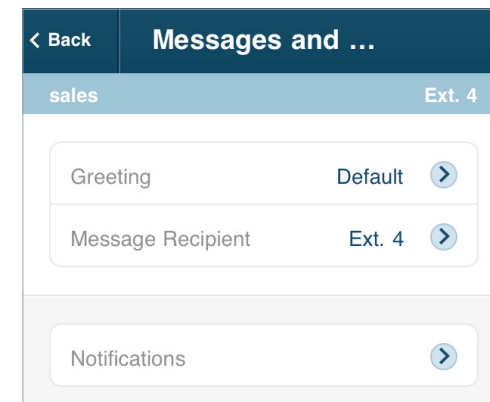 Back Messages and ...
sales Ext. 4
Greeting Default
Message Recipient Ext. 4
Notifications